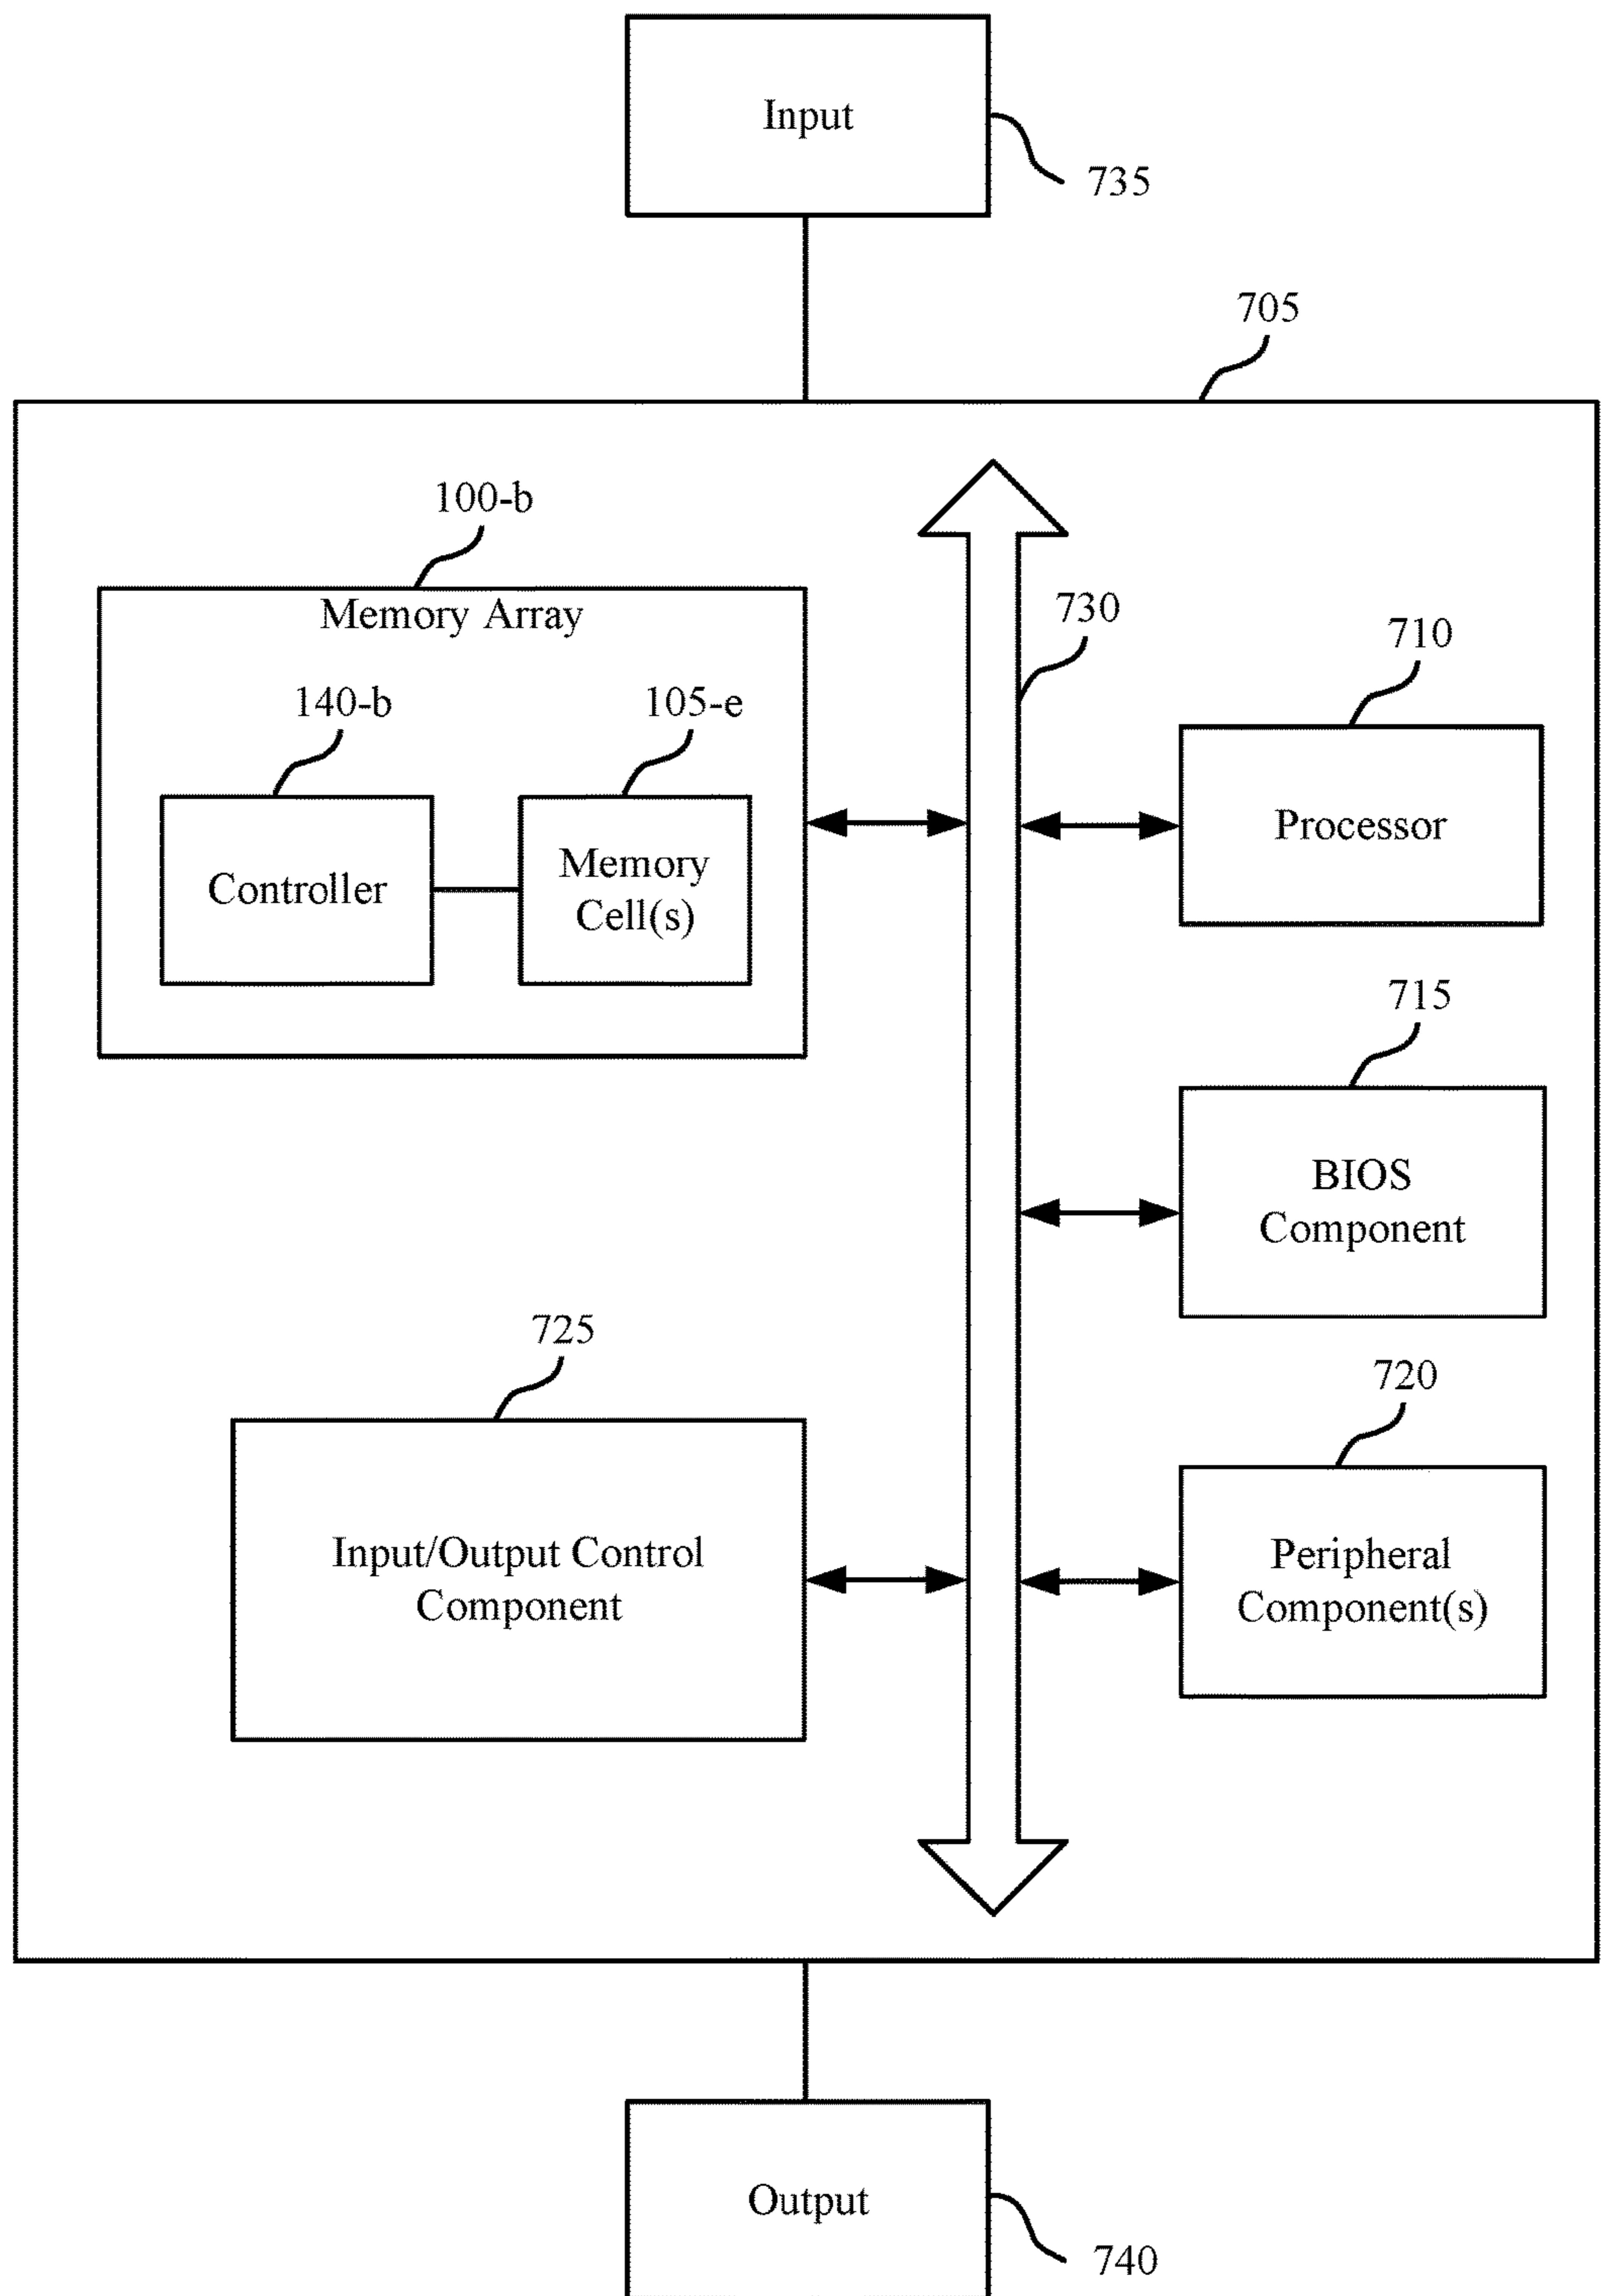 Input
735
705
100-b
Memory Array
730
710
140-b
105-e
Controller
Memory
Cell(s)
Processor
715
BIOS
Component
725
720
Input/Output Control
Component
Peripheral
Component(s)
Output
740